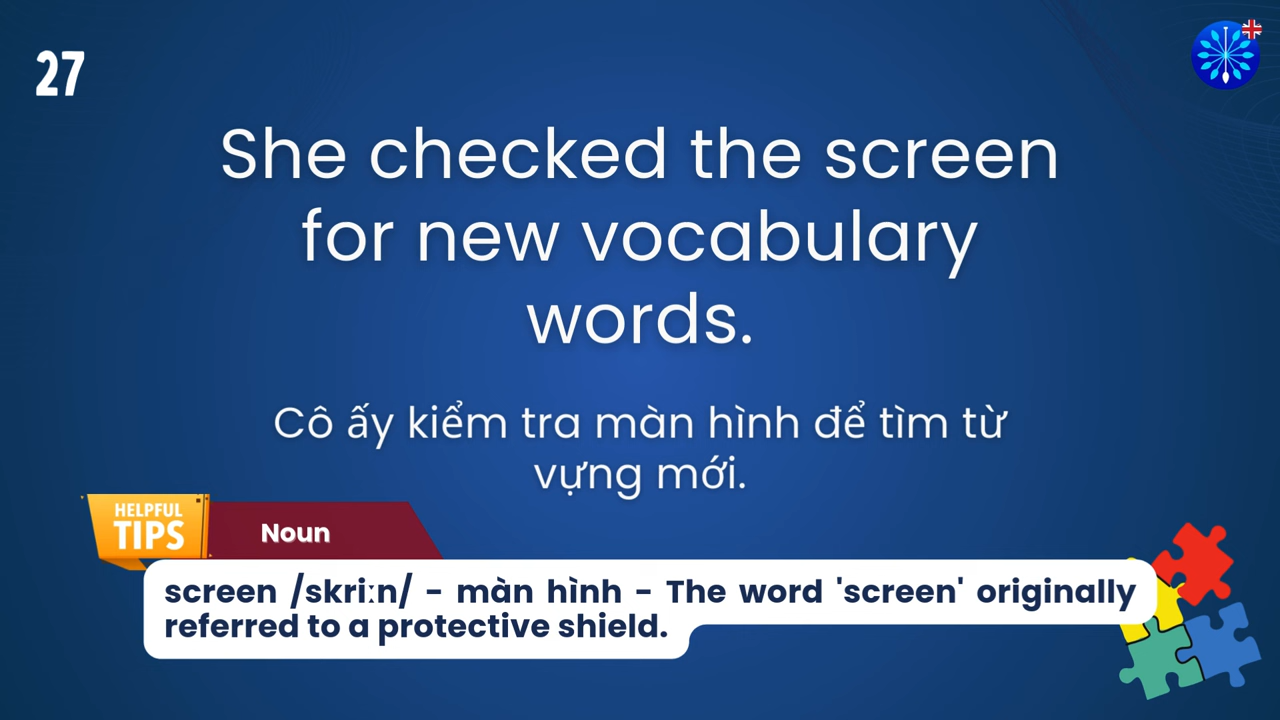 27
She checked the screen
for new vocabulary
words.
Cô ấy kiểm tra màn hình để tìm từ
vựng mới.
HELPFUL
TIPS
Noun
screen /skriːn/ - màn hình - The word 'screen' originally
referred to a protective shield.